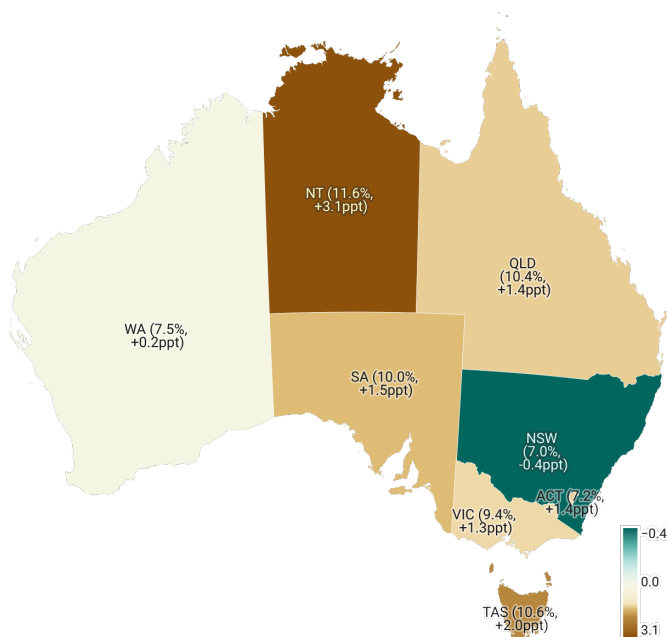 NT (11.6%,
+3.1ppt)
QLD
(10.4%,
+1.4ppt)
WA (7.5%,
+0.2ppt)
SA (10.0%,
+1.5ppt)
NSW
(7.0%,
-0.4ppt)
ACT (7.2%,
+1.4ppt)
VIC (9.4%,
+1.3ppt)
−0.4
0.0
3.1
TAS (10.6%,
+2.0ppt)